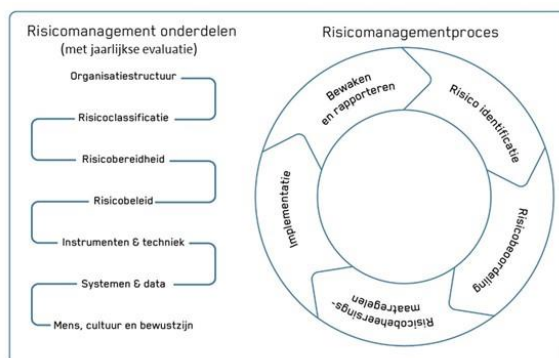 Risicomanagement onderdelen
(met jaarlijkse evaluatie)
Organisatiestructuur
Risicoclassificatie
Risicobereidheid
Risicobeleid
Instrumenten & techniek
Systemen & data
Mens, cultuur en bewustzijn
Risicomanagementproces
Bewaken
en rapporteren
Risico identificatie
Risicobeoordeling
Risicobeheersings-
maatregelen
Implementatie